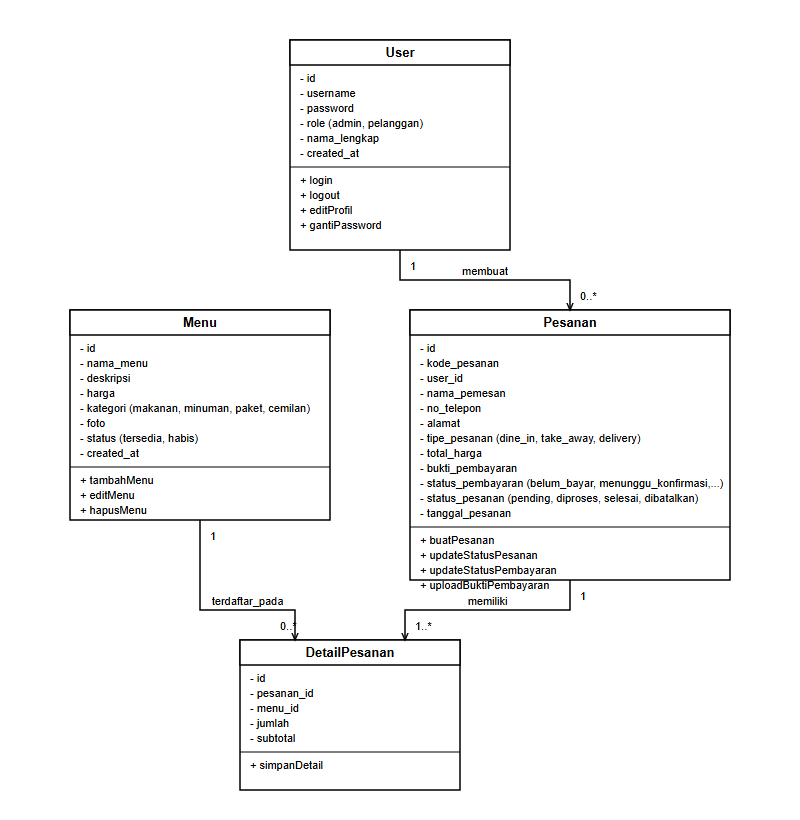 User
- id
- username
- password
- role (admin, pelanggan)
- nama_lengkap
- created_at
+ login
+ logout
+ editProfil
+ gantiPassword
1
membuat
0..*
Menu
- id
- nama_menu
- deskripsi
- harga
- kategori (makanan, minuman, paket, cemilan)
- foto
- status (tersedia, habis)
- created_at
+ tambahMenu
+ editMenu
+ hapusMenu
Pesanan
- id
- kode_pesanan
- user_id
- nama_pemesan
- no_telepon
- alamat
- tipe_pesanan (dine_in, take_away, delivery)
- total_harga
- bukti_pembayaran
- status_pembayaran (belum_bayar, menunggu_konfirmasi,...)
- status_pesanan (pending, diproses, selesai, dibatalkan)
- tanggal_pesanan
+ buatPesanan
+ updateStatusPesanan
+ updateStatusPembayaran
+ uploadBuktiPembayaran
1
terdaftar_pada
0..*
1
memiliki
1..*
DetailPesanan
- id
- pesanan_id
- menu_id
- jumlah
- subtotal
+ simpanDetail